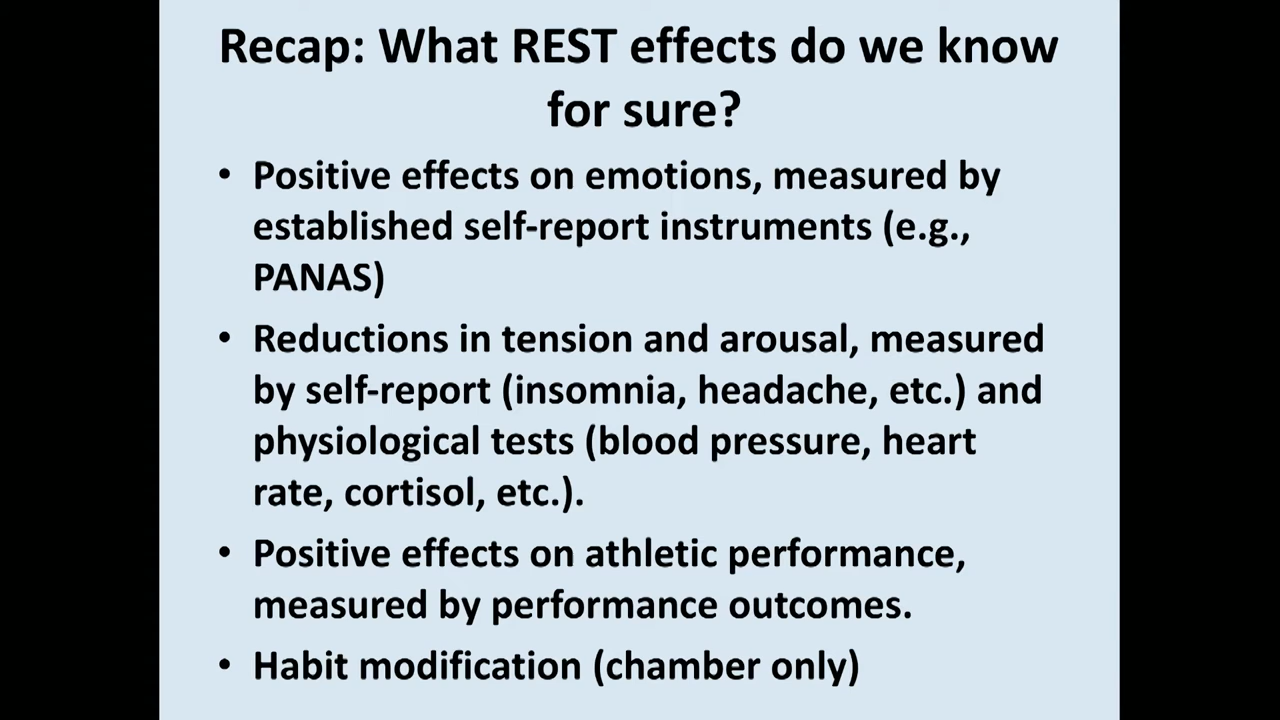 Recap: What REST effects do we know
for sure?
• Positive effects on emotions, measured by
established self-report instruments (e.g.,
PANAS)
• Reductions in tension and arousal, measured
by self-report (insomnia, headache, etc.) and
physiological tests (blood pressure, heart
rate, cortisol, etc.).
• Positive effects on athletic performance,
measured by performance outcomes.
• Habit modification (chamber only)